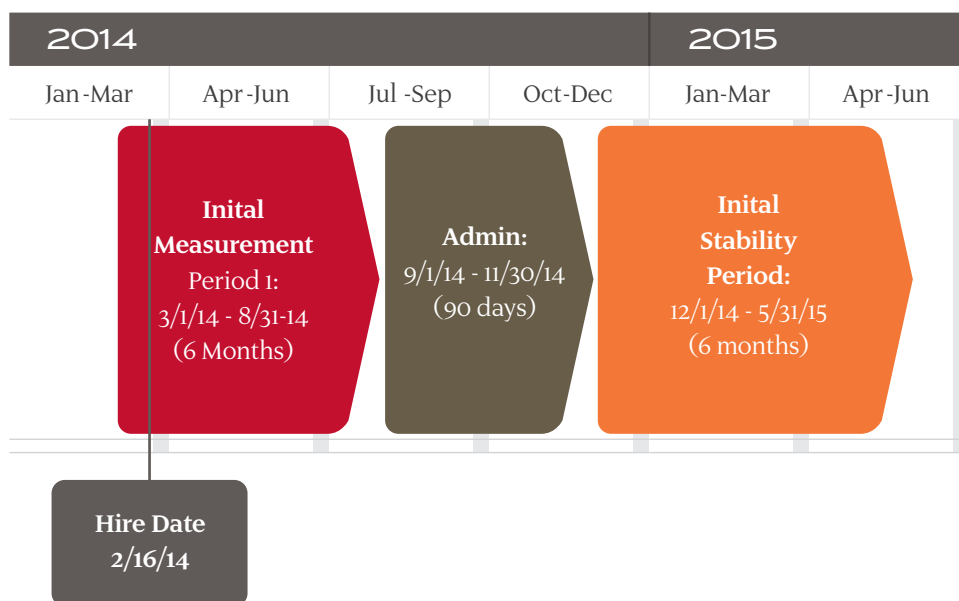 2014
2015
Jan-Mar
Apr-Jun
Jul -Sep
Oct-Dec
Jan-Mar
Apr-Jun
Inital
Measurement
Period 1:
3/1/14 - 8/31-14
(6 Months)
Admin:
9/1/14 - 11/30/14
(90 days)
Inital
Stability
Period:
12/1/14 - 5/31/15
(6 months)
Hire Date
2/16/14